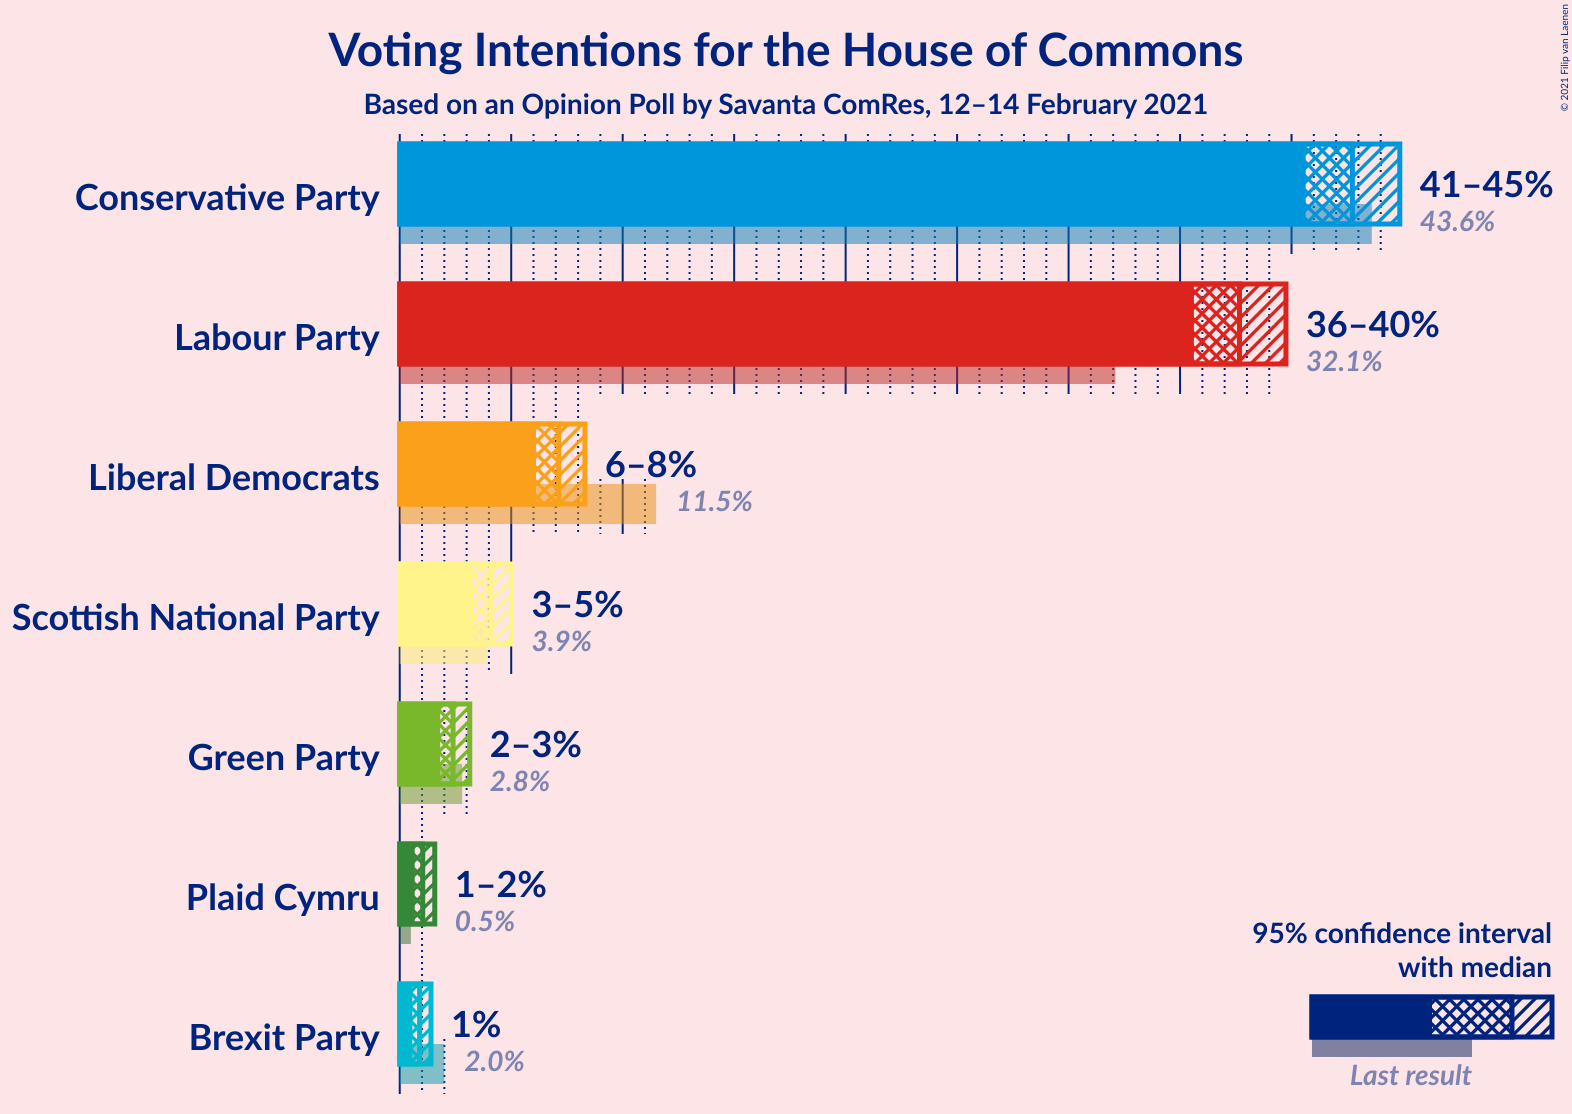 Voting Intentions for the House of Commons
Based on an Opinion Poll by Savanta ComRes, 12–14 February 2021
© 2021 Filip van Laenen
Conservative Party
41–45%
43.6%
Labour Party
36–40%
32.1%
Liberal Democrats
6–8%
11.5%
Scottish National Party
3–5%
3.9%
Green Party
2–3%
2.8%
Plaid Cymru
1–2%
0.5%
Brexit Party
1%
2.0%
95% confidence interval
with median
Last result